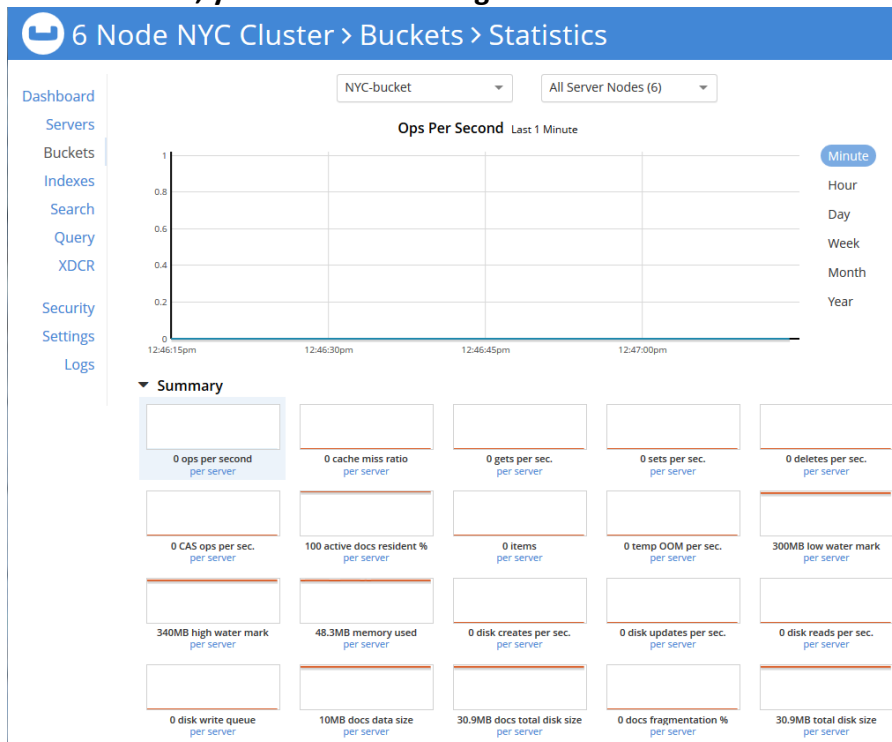 6 Node NYC Cluster > Buckets > Statistics
Dashboard
Servers
Buckets
Indexes
Search
Query
XDCR
Security
Settings
Logs
NYC-bucket
All Server Nodes (6)
Ops Per Second Last 1 Minute
1
0.8
0.6
0.4
0.2
0
12:46:15pm 12:46:30pm 12:46:45pm 12:47:00pm
Minute
Hour
Day
Week
Month
Year
Summary
0 ops per second
per server
0 cache miss ratio
per server
0 gets per sec.
per server
0 sets per sec.
per server
0 deletes per sec.
per server
0 CAS ops per sec.
per server
100 active docs resident %
per server
0 items
per server
0 temp OOM per sec.
per server
300MB low water mark
per server
340MB high water mark
per server
48.3MB memory used
per server
0 disk creates per sec.
per server
0 disk updates per sec.
per server
0 disk reads per sec.
per server
0 disk write queue
per server
10MB docs data size
per server
30.9MB docs total disk size
per server
0 docs fragmentation %
per server
30.9MB total disk size
per server